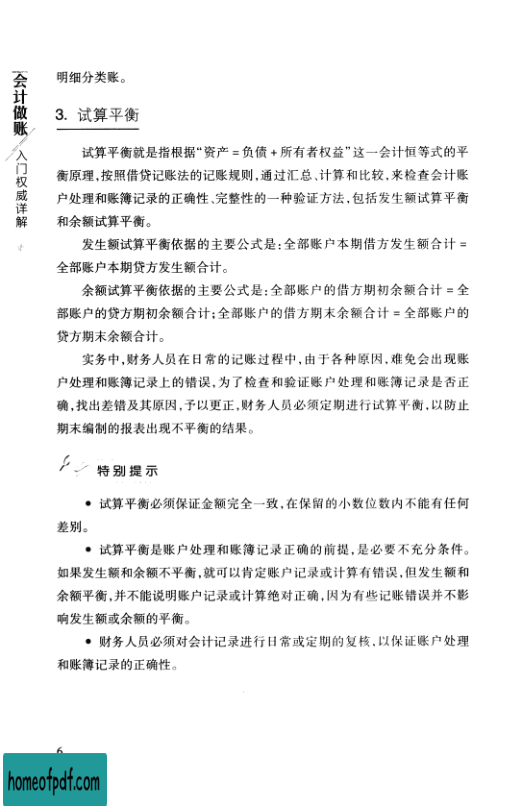 会计做账
入门权威详解
明细分类账。
3. 试算平衡
试算平衡就是指根据“资产=负债+所有者权益”这一会计恒等式的平
衡原理,按照借贷记账法的记账规则,通过汇总、计算和比较,来检查会计账
户处理和账簿记录的正确性、完整性的一种验证方法,包括发生额试算平衡
和余额试算平衡。
发生额试算平衡依据的主要公式是:全部账户本期借方发生额合计=
全部账户本期贷方发生额合计。
余额试算平衡依据的主要公式是:全部账户的借方期初余额合计=全
部账户的贷方期初余额合计;全部账户的借方期末余额合计=全部账户的
贷方期末余额合计。
实务中,财务人员在日常的记账过程中,由于各种原因,难免会出现账
户处理和账簿记录上的错误,为了检查和验证账户处理和账簿记录是否正
确,找出差错及其原因,予以更正,财务人员必须定期进行试算平衡,以防止
期末编制的报表出现不平衡的结果。
特别提示
● 试算平衡必须保证金额完全一致,在保留的小数位数内不能有任何
差别。
● 试算平衡是账户处理和账簿记录正确的前提,是必要不充分条件。
如果发生额和余额不平衡,就可以肯定账户记录或计算有错误,但发生额和
余额平衡,并不能说明账户记录或计算绝对正确,因为有些记账错误并不影
响发生额或余额的平衡。
● 财务人员必须对会计记录进行日常或定期的复核,以保证账户处理
和账簿记录的正确性。
6
homeofpdf.com